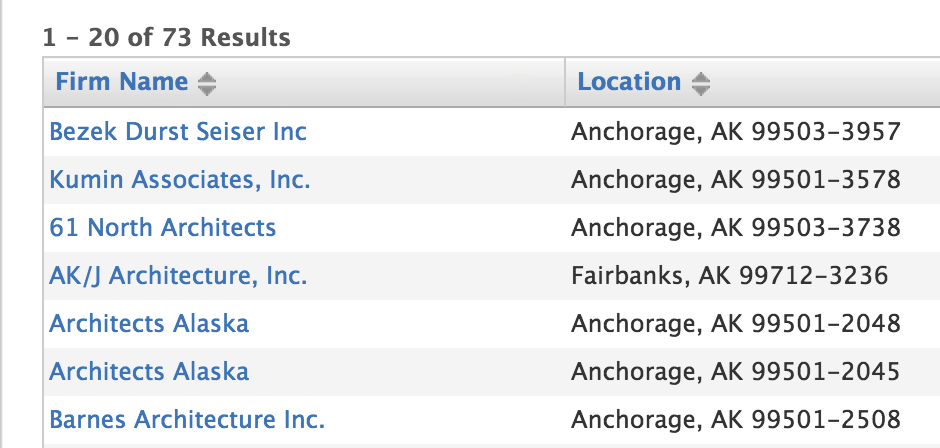 1 – 20 of 73 Results
Firm Name Location
Bezek Durst Seiser Inc Anchorage, AK 99503-3957
Kumin Associates, Inc. Anchorage, AK 99501-3578
61 North Architects Anchorage, AK 99503-3738
AK/J Architecture, Inc. Fairbanks, AK 99712-3236
Architects Alaska Anchorage, AK 99501-2048
Architects Alaska Anchorage, AK 99501-2045
Barnes Architecture Inc. Anchorage, AK 99501-2508